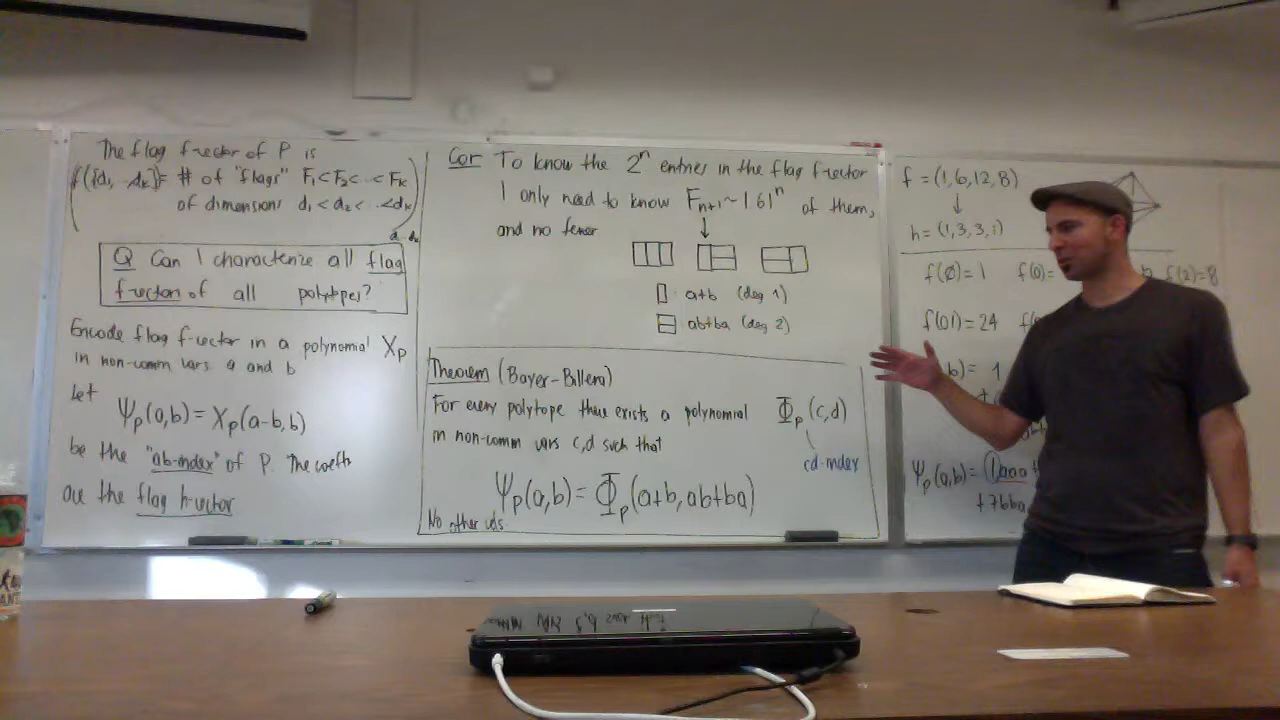 The flag f-vector of P is
f({d₁, .. dₖ}) = # of "flags" F₁ < F₂ < .. < Fₖ
of dimensions d₁ < d₂ < .. < dₖ
Q Can I characterize all flag
f-vectors of all polytopes?
Encode flag f-vector in a polynomial Xₚ
in non-comm vars a and b
Let
Ψₚ(a,b) = Xₚ(a-b, b)
be the "ab-index" of P. The coeffs
are the flag h-vector
Cor To know the 2ⁿ entries in the flag f-vector
I only need to know Fₙ₊₁ ~ 1.61ⁿ of them,
and no fewer
a+b (deg 1)
ab+ba (deg 2)
Theorem (Bayer-Billera)
For every polytope there exists a polynomial Φₚ(c,d)
in non-comm vars c,d such that
cd-index
Ψₚ(a,b) = Φₚ(a+b, ab+ba)
No other
f = (1,6,12,8)
h = (1,3,3,1)
f(∅)=1 f(0)= f(2)=8
f(01)=24
b) = 1
Ψₚ(a,b) = 1aaa +
+7bba